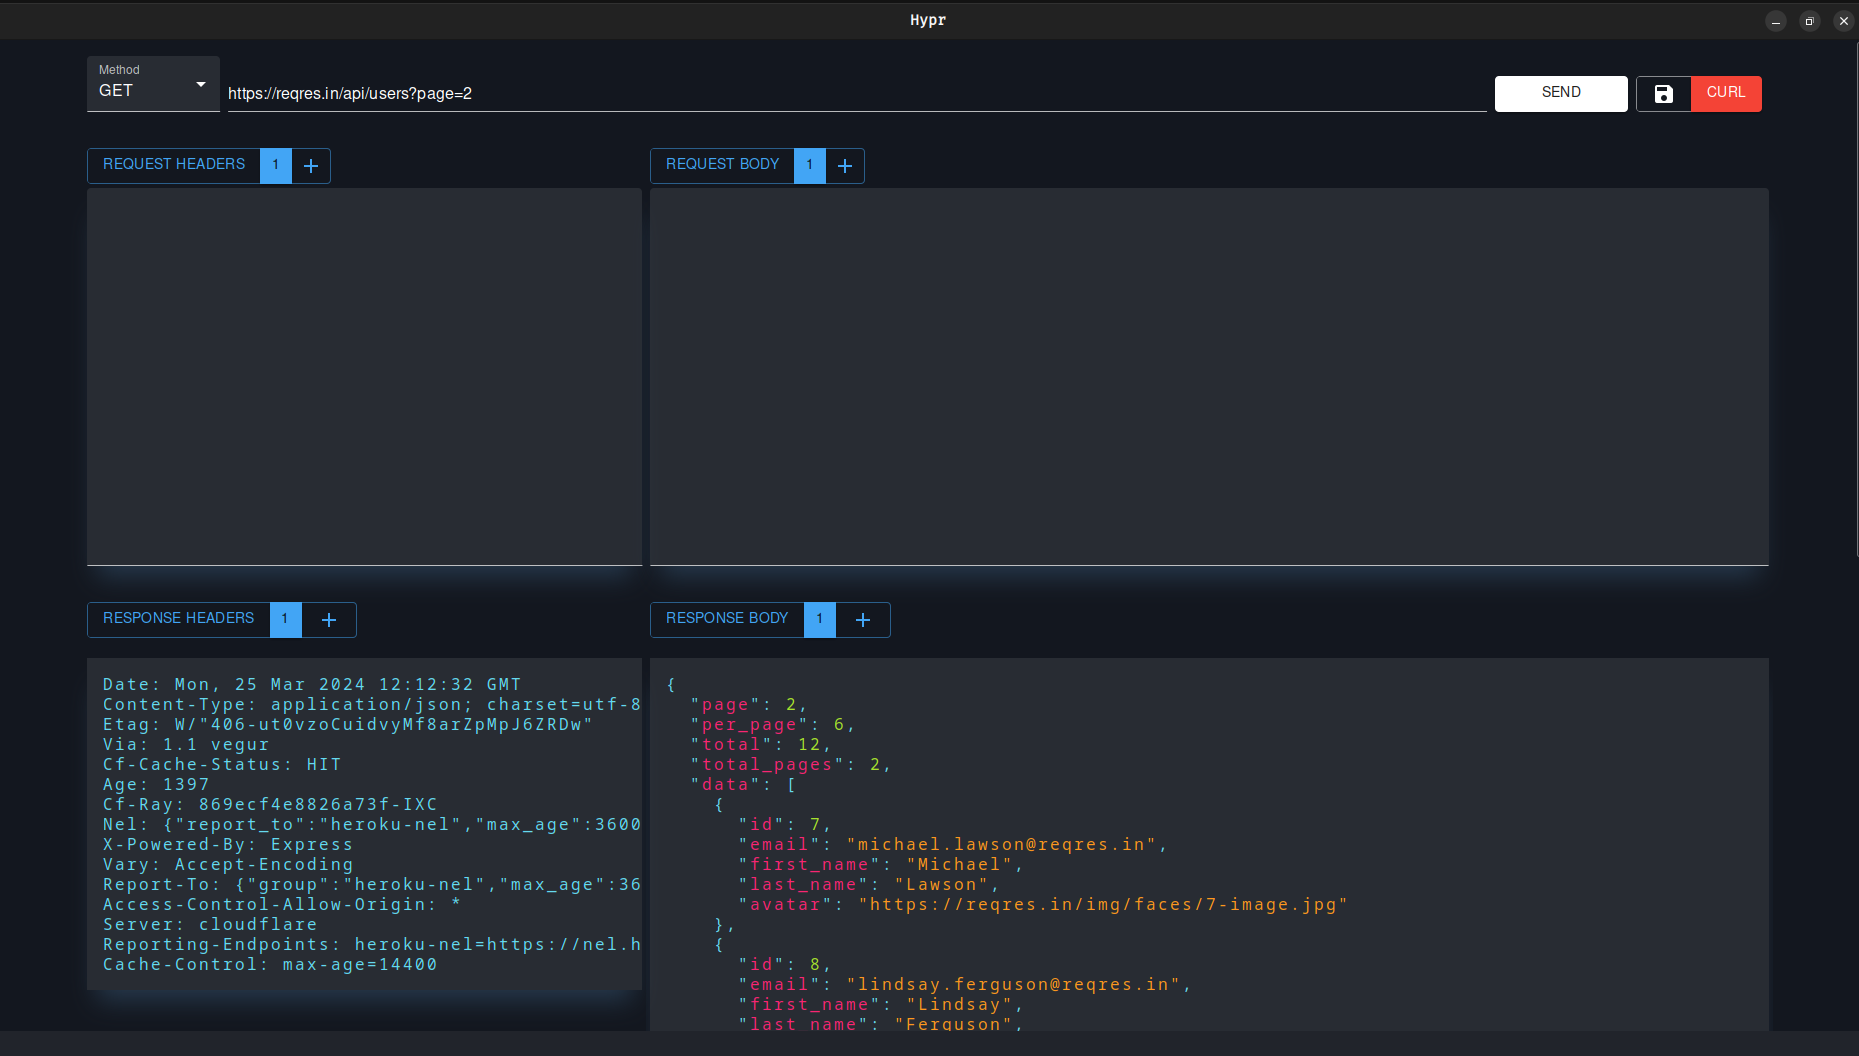 Hypr
Method
GET
https://reqres.in/api/users?page=2
SEND
CURL
REQUEST HEADERS 1 +
REQUEST BODY 1 +
RESPONSE HEADERS 1 +
RESPONSE BODY 1 +
Date: Mon, 25 Mar 2024 12:12:32 GMT
Content-Type: application/json; charset=utf-8
Etag: W/"406-ut0vzoCuidvyMf8arZpMpJ6ZRDw"
Via: 1.1 vegur
Cf-Cache-Status: HIT
Age: 1397
Cf-Ray: 869ecf4e8826a73f-IXC
Nel: {"report_to":"heroku-nel","max_age":3600
X-Powered-By: Express
Vary: Accept-Encoding
Report-To: {"group":"heroku-nel","max_age":36
Access-Control-Allow-Origin: *
Server: cloudflare
Reporting-Endpoints: heroku-nel=https://nel.h
Cache-Control: max-age=14400
{
"page": 2,
"per_page": 6,
"total": 12,
"total_pages": 2,
"data": [
{
"id": 7,
"email": "michael.lawson@reqres.in",
"first_name": "Michael",
"last_name": "Lawson",
"avatar": "https://reqres.in/img/faces/7-image.jpg"
},
{
"id": 8,
"email": "lindsay.ferguson@reqres.in",
"first_name": "Lindsay",
"last_name": "Ferguson",